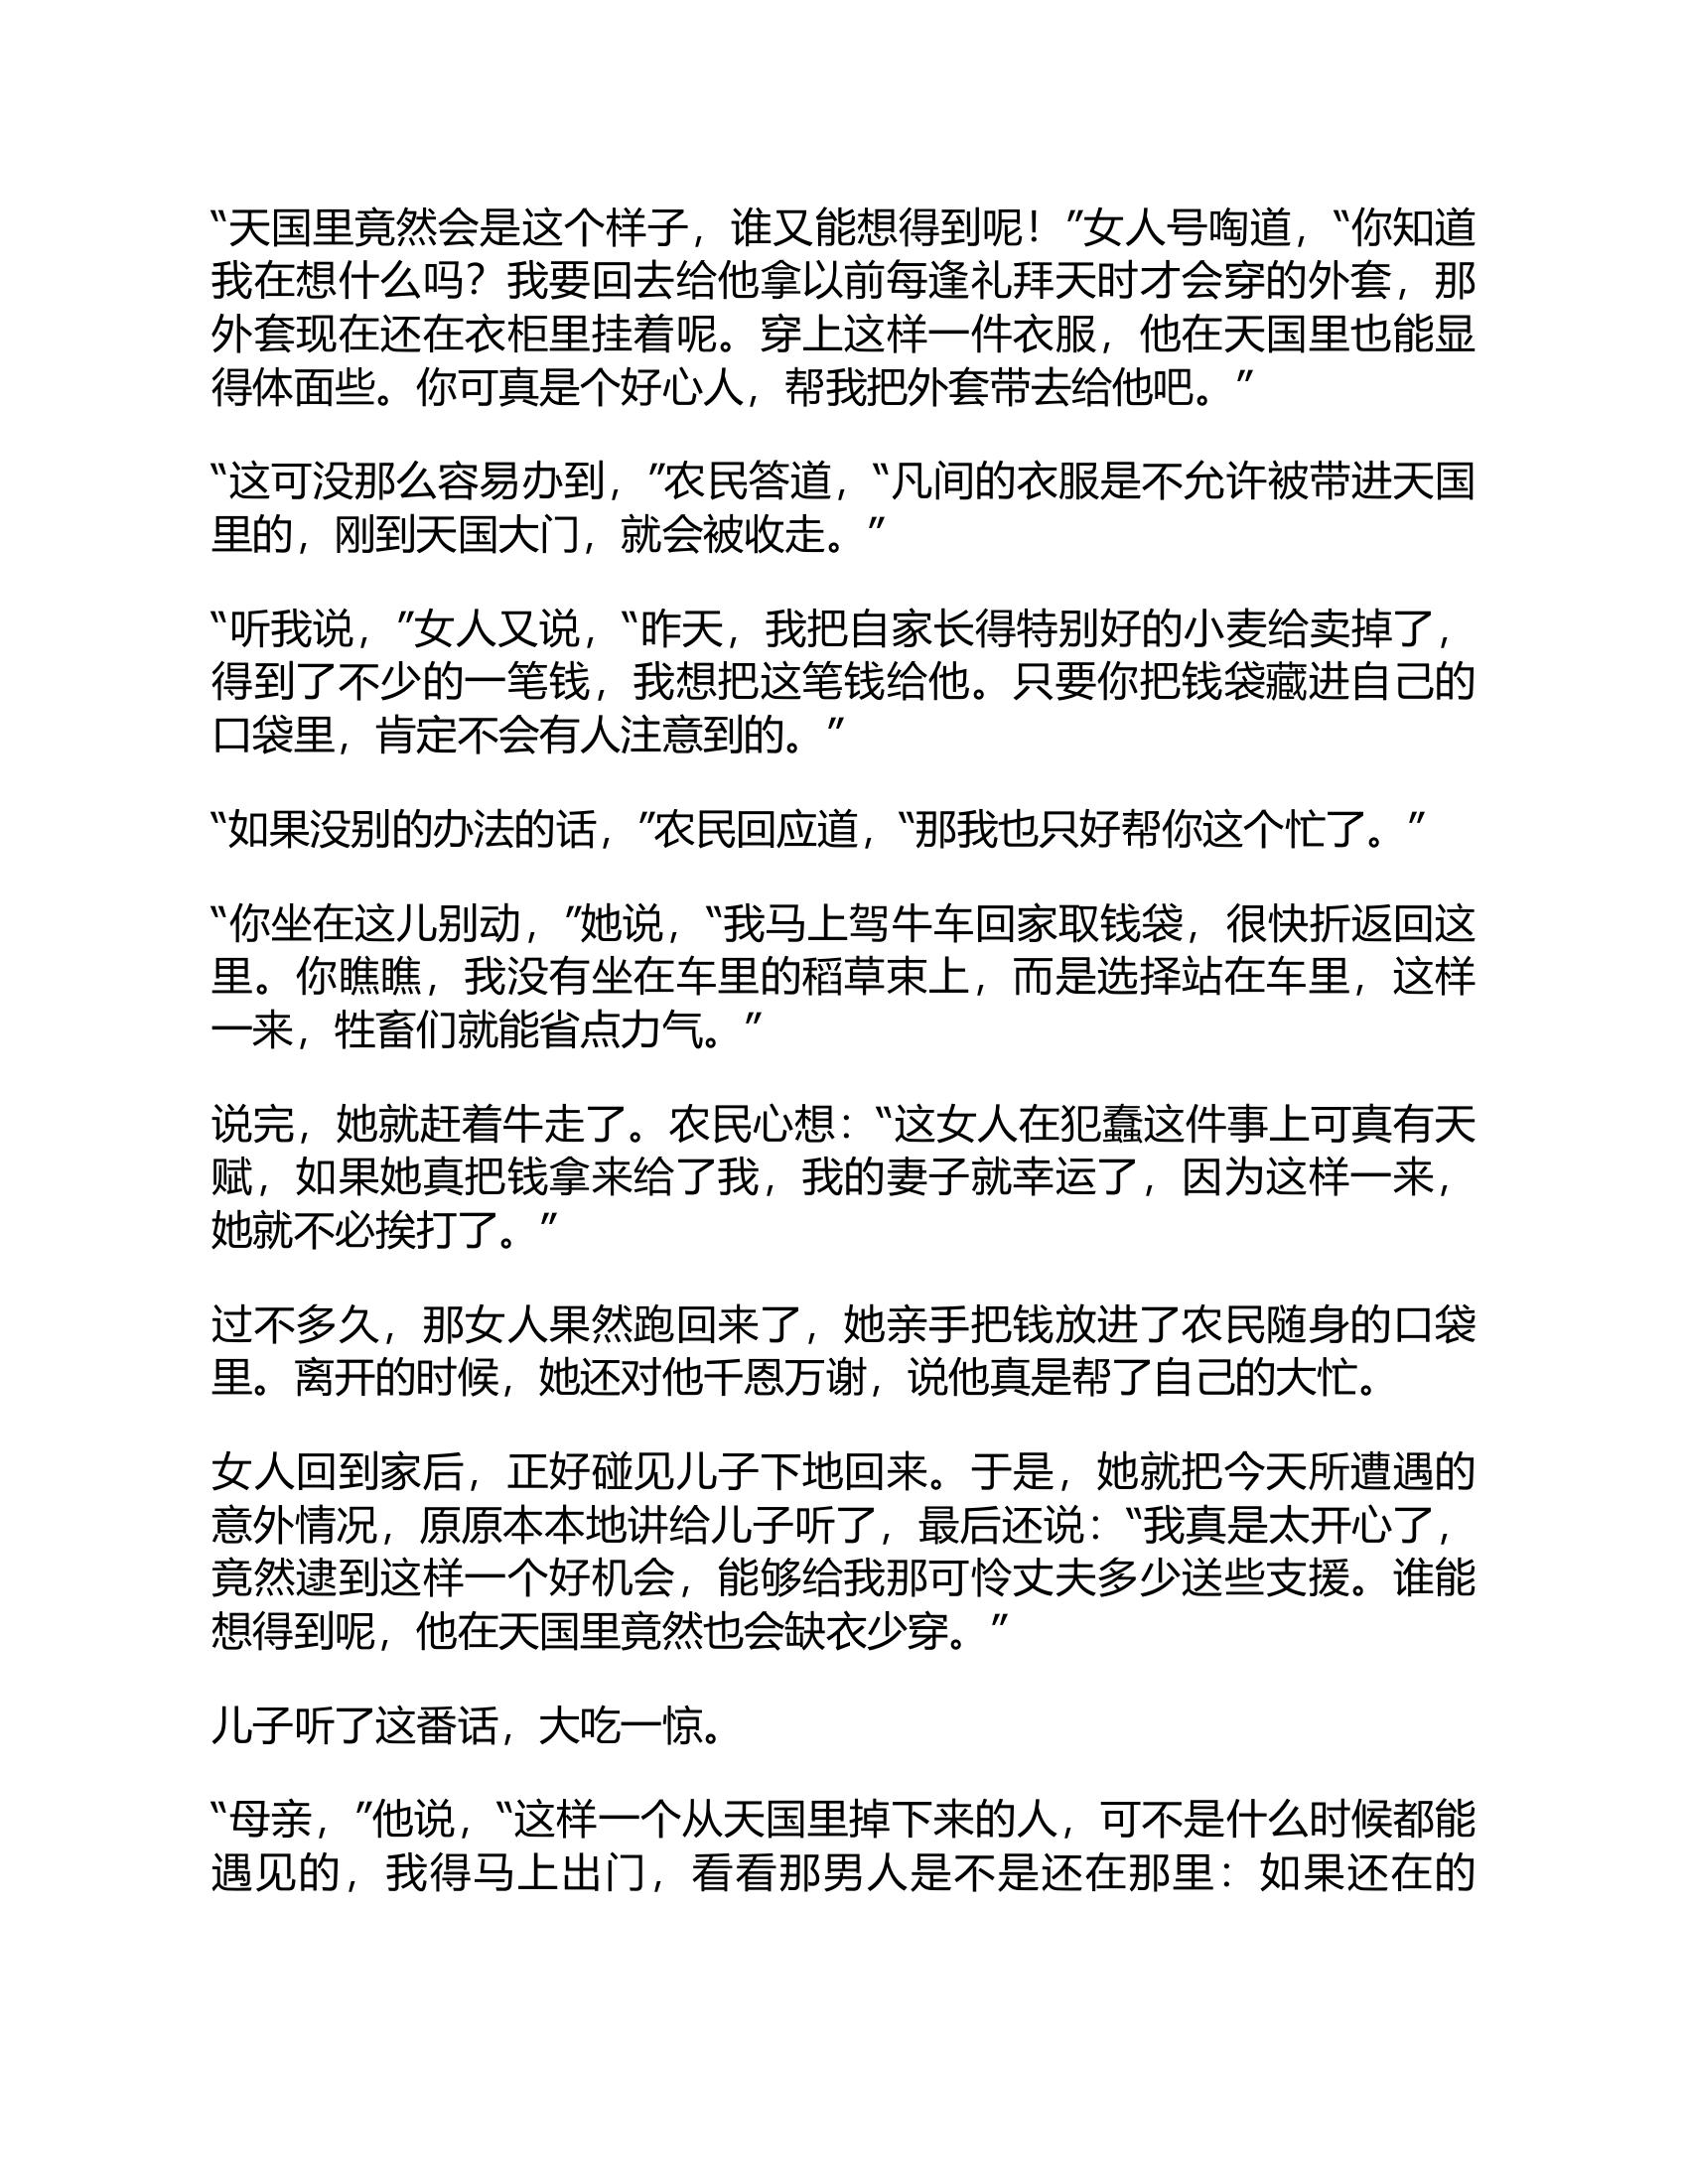 “天国里竟然会是这个样子，谁又能想得到呢！”女人号啕道，“你知道
我在想什么吗？我要回去给他拿以前每逢礼拜天时才会穿的外套，那
外套现在还在衣柜里挂着呢。穿上这样一件衣服，他在天国里也能显
得体面些。你可真是个好心人，帮我把外套带去给他吧。”
“这可没那么容易办到，”农民答道，“凡间的衣服是不允许被带进天国
里的，刚到天国大门，就会被收走。”
“听我说，”女人又说，“昨天，我把自家长得特别好的小麦给卖掉了，
得到了不少的一笔钱，我想把这笔钱给他。只要你把钱袋藏进自己的
口袋里，肯定不会有人注意到的。”
“如果没别的办法的话，”农民回应道，“那我也只好帮你这个忙了。”
“你坐在这儿别动，”她说，“我马上驾牛车回家取钱袋，很快折返回这
里。你瞧瞧，我没有坐在车里的稻草束上，而是选择站在车里，这样
一来，牲畜们就能省点力气。”
说完，她就赶着牛走了。农民心想：“这女人在犯蠢这件事上可真有天
赋，如果她真把钱拿来给了我，我的妻子就幸运了，因为这样一来，
她就不必挨打了。”
过不多久，那女人果然跑回来了，她亲手把钱放进了农民随身的口袋
里。离开的时候，她还对他千恩万谢，说他真是帮了自己的大忙。
女人回到家后，正好碰见儿子下地回来。于是，她就把今天所遭遇的
意外情况，原原本本地讲给儿子听了，最后还说：“我真是太开心了，
竟然逮到这样一个好机会，能够给我那可怜丈夫多少送些支援。谁能
想得到呢，他在天国里竟然也会缺衣少穿。”
儿子听了这番话，大吃一惊。
“母亲，”他说，“这样一个从天国里掉下来的人，可不是什么时候都能
遇见的，我得马上出门，看看那男人是不是还在那里：如果还在的